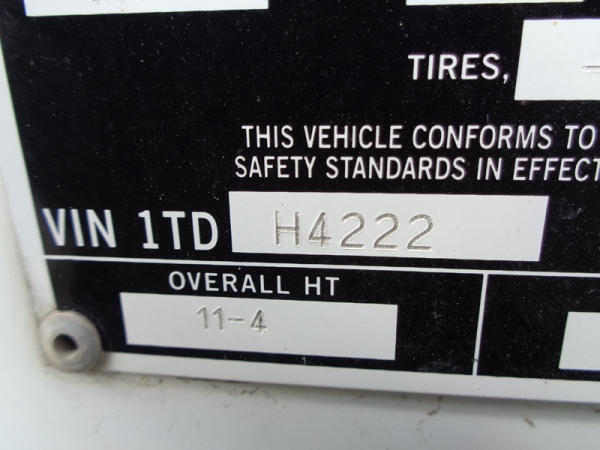 TIRES, -
THIS VEHICLE CONFORMS TO
SAFETY STANDARDS IN EFFECT
VIN 1TD H4222
OVERALL HT
11-4